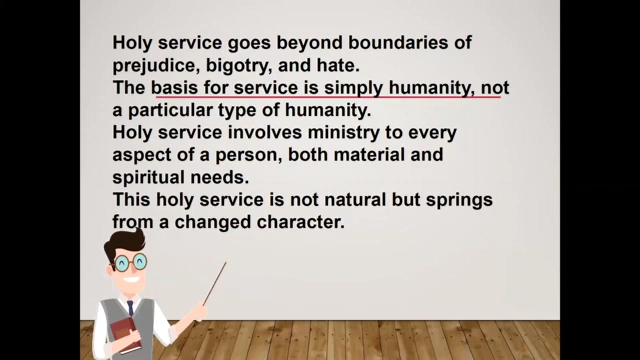 Holy service goes beyond boundaries of
prejudice, bigotry, and hate.
The basis for service is simply humanity, not
a particular type of humanity.
Holy service involves ministry to every
aspect of a person, both material and
spiritual needs.
This holy service is not natural but springs
from a changed character.